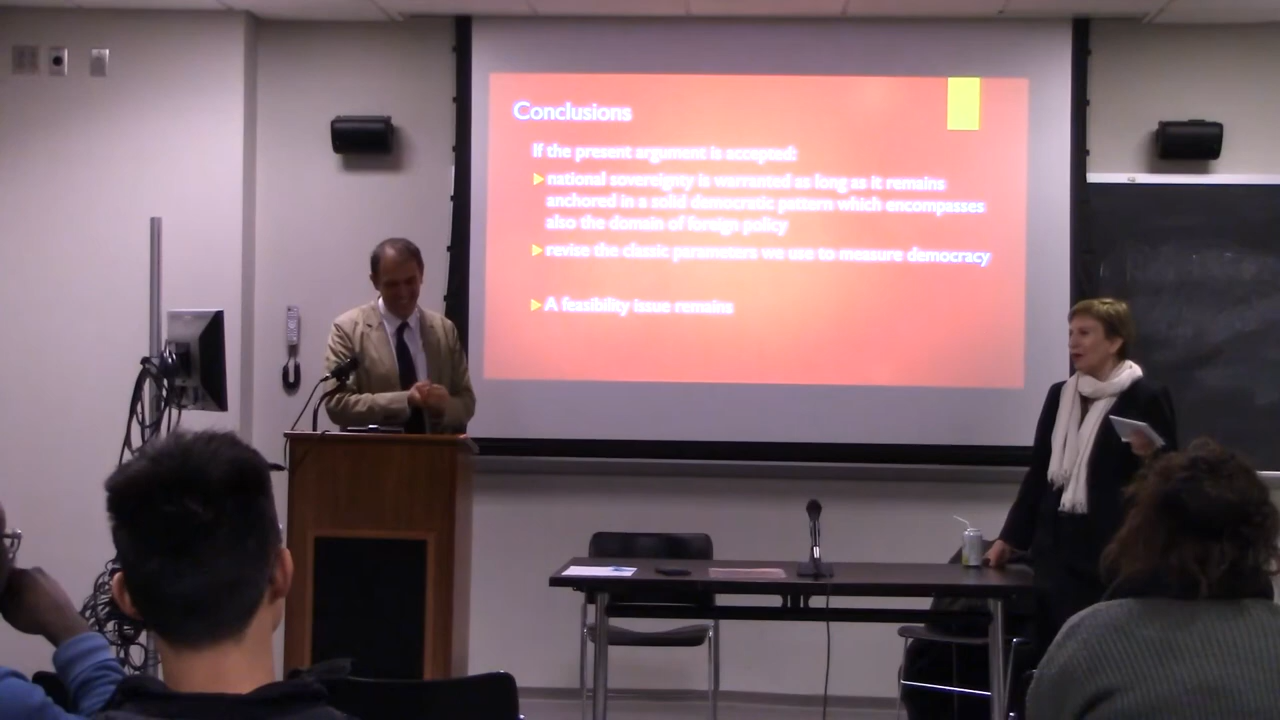 Conclusions
If the present argument is accepted:
national sovereignty is warranted as long as it remains
anchored in a solid democratic pattern which encompasses
also the domain of foreign policy
revise the classic parameters we use to measure democracy
A feasibility issue remains